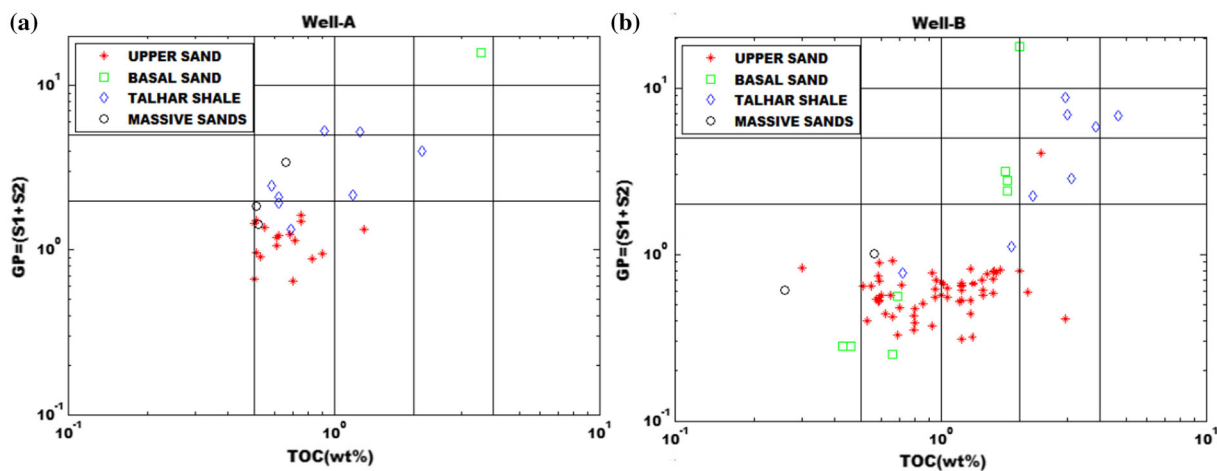 (a)
Well-A
UPPER SAND
BASAL SAND
TALHAR SHALE
MASSIVE SANDS
GP=(S1+S2)
10^1
10^0
10^-1
10^-1
10^0
10^1
TOC(wt%)
(b)
Well-B
UPPER SAND
BASAL SAND
TALHAR SHALE
MASSIVE SANDS
GP=(S1+S2)
10^1
10^0
10^-1
10^-1
10^0
10^1
TOC(wt%)